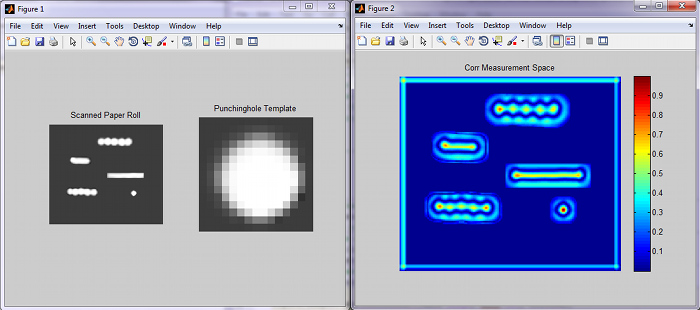 Figure 1
File Edit View Insert Tools Desktop Window Help
Scanned Paper Roll
Punchinghole Template
Figure 2
File Edit View Insert Tools Desktop Window Help
Corr Measurement Space
0.9
0.8
0.7
0.6
0.5
0.4
0.3
0.2
0.1